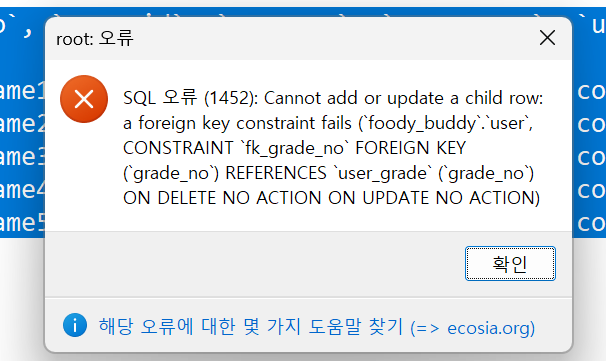 root: 오류
SQL 오류 (1452): Cannot add or update a child row:
a foreign key constraint fails (`foody_buddy`.`user`,
CONSTRAINT `fk_grade_no` FOREIGN KEY
(`grade_no`) REFERENCES `user_grade` (`grade_no`)
ON DELETE NO ACTION ON UPDATE NO ACTION)
확인
해당 오류에 대한 몇 가지 도움말 찾기 (=> ecosia.org)
ame1 co
ame2 co
ame3 co
ame4 co
ame5 co